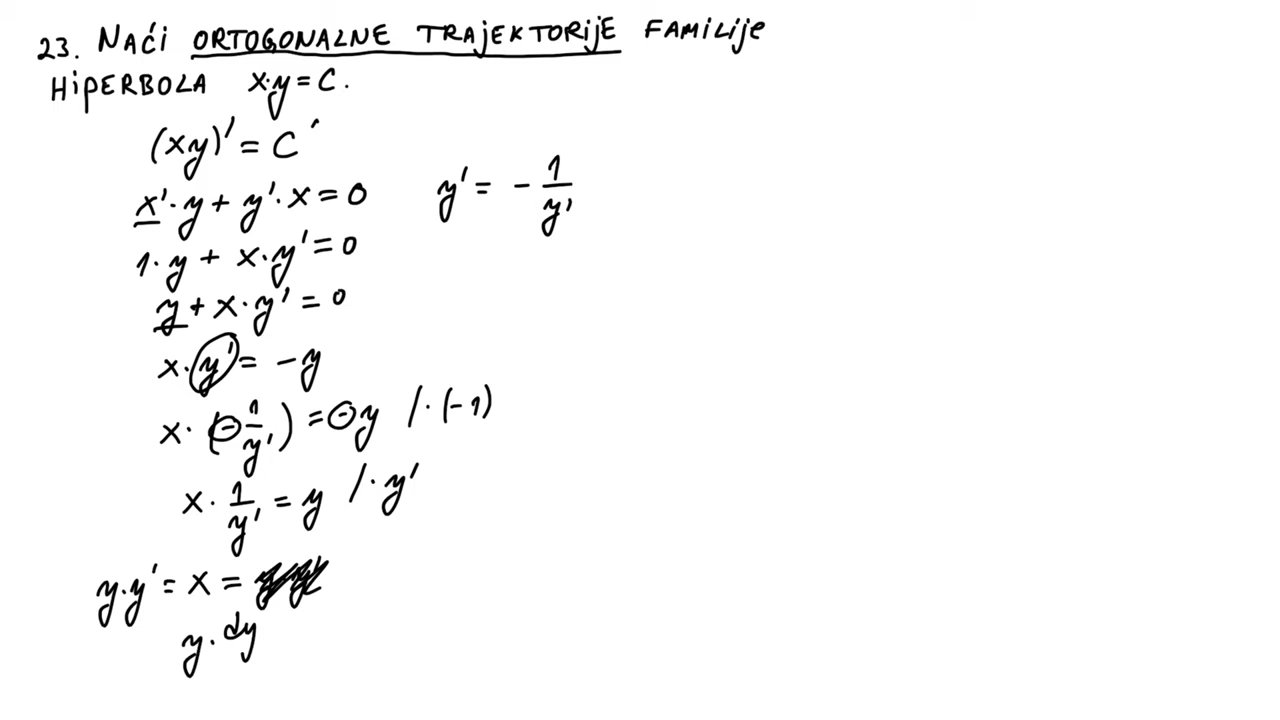 23. NAĆI ORTOGONALNE TRAJEKTORIJE FAMILIJE
HIPERBOLA x·y = C.
(xy)' = C'
x'·y + y'·x = 0
y' = - 1/y'
1·y + x·y' = 0
y + x·y' = 0
x·y' = -y
x·(-1/y') = -y /·(-1)
x·1/y' = y /·y'
y·y' = x =
y·dy